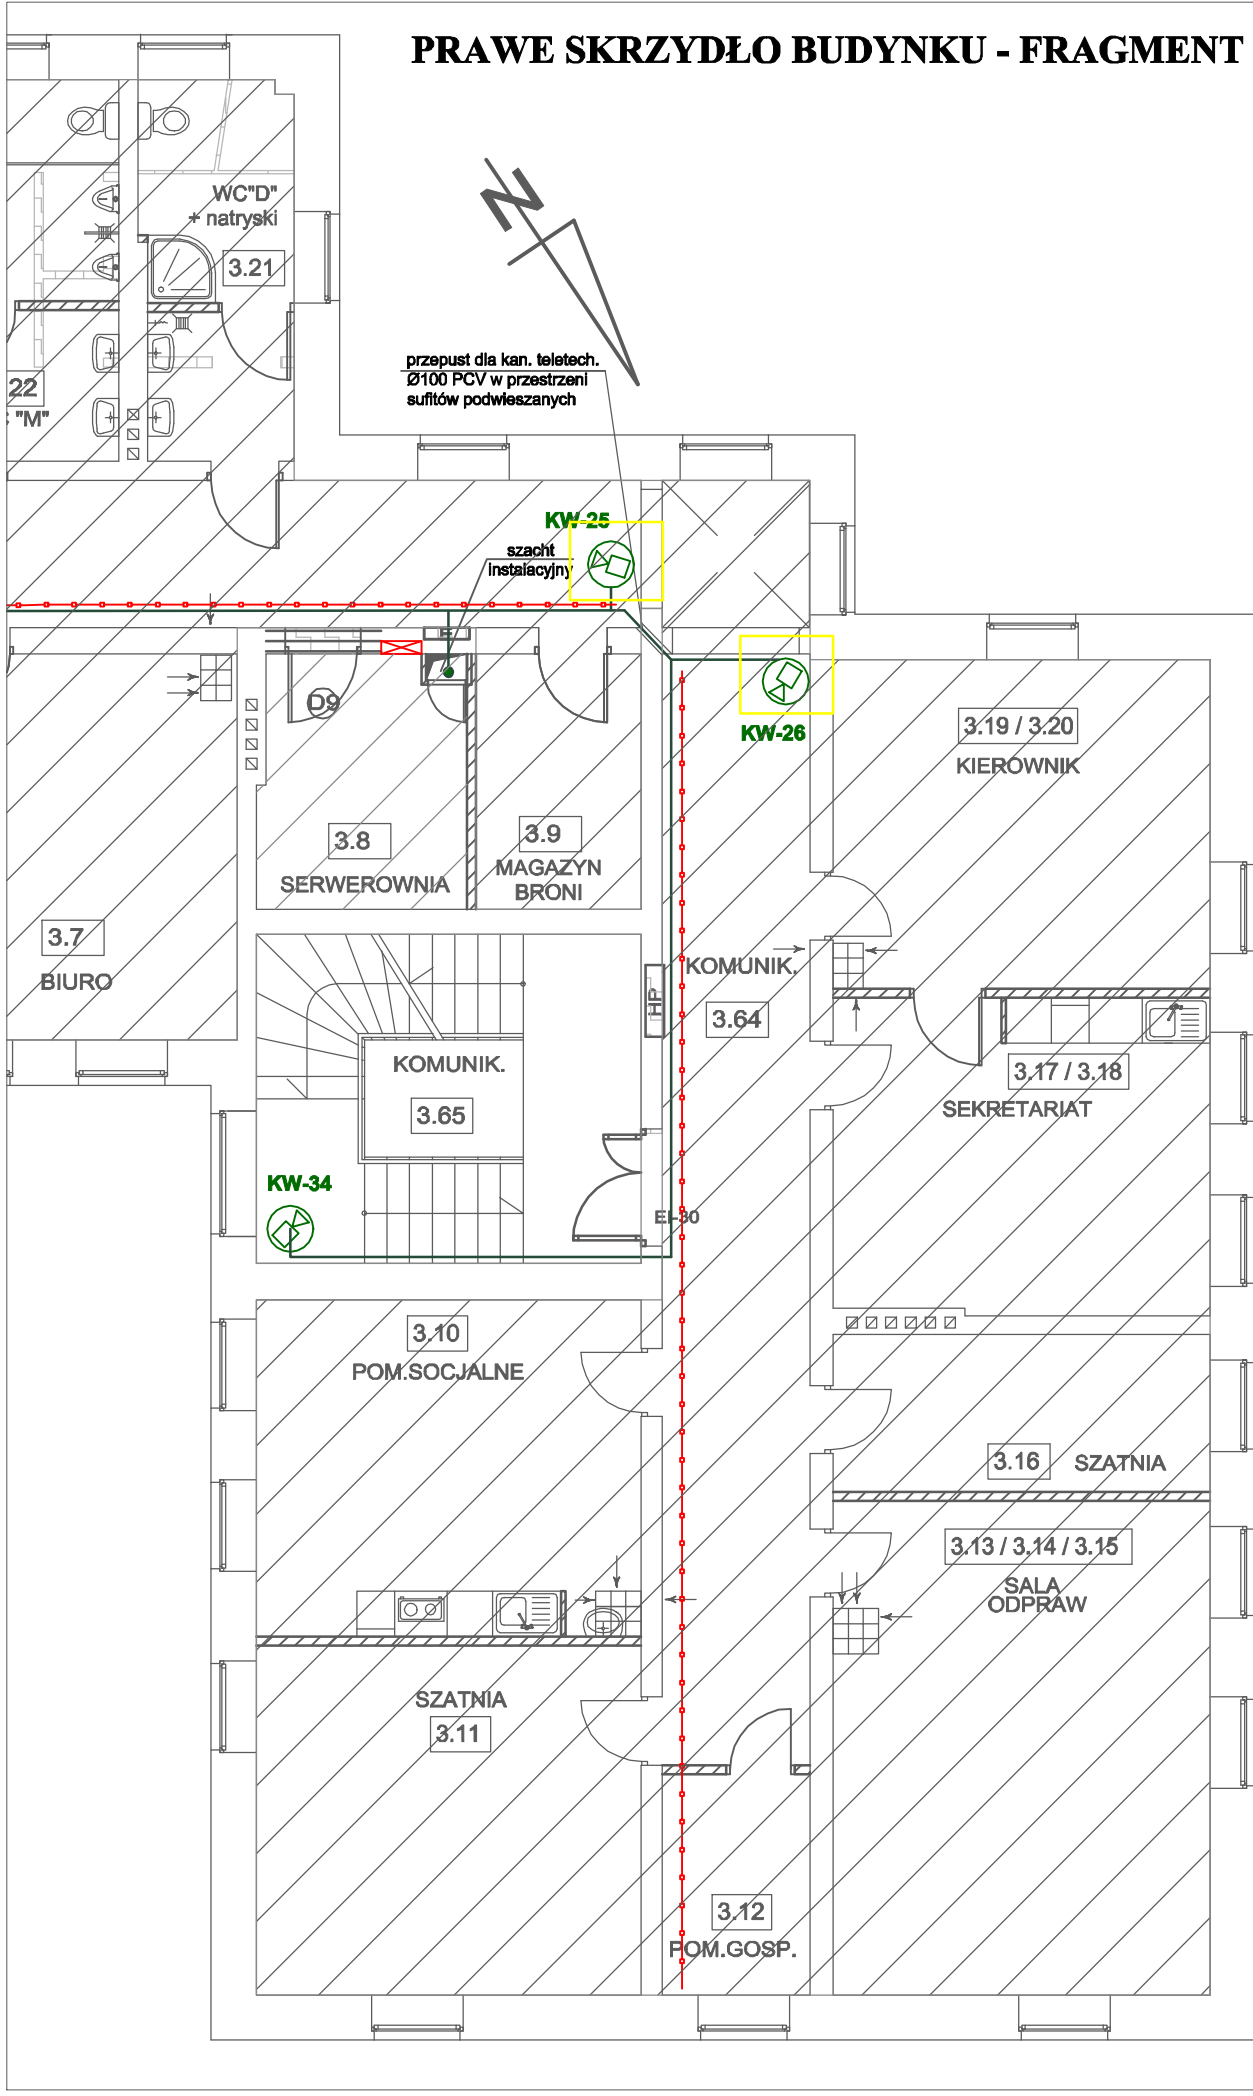 PRAWE SKRZYDŁO BUDYNKU - FRAGMENT
N
WC"D"
+ natryski
3.21
przepust dla kan. teletech.
Ø100 PCV w przestrzeni
sufitów podwieszanych
22
"M"
KW-25
szacht
instalacyjny
D9
KW-26
3.19 / 3.20
KIEROWNIK
3.8
SERWEROWNIA
3.9
MAGAZYN
BRONI
3.7
BIURO
KOMUNIK.
3.64
HP
KOMUNIK.
3.65
3.17 / 3.18
SEKRETARIAT
KW-34
EI-30
3.10
POM.SOCJALNE
3.16
SZATNIA
3.13 / 3.14 / 3.15
SALA
ODPRAW
SZATNIA
3.11
3.12
POM.GOSP.